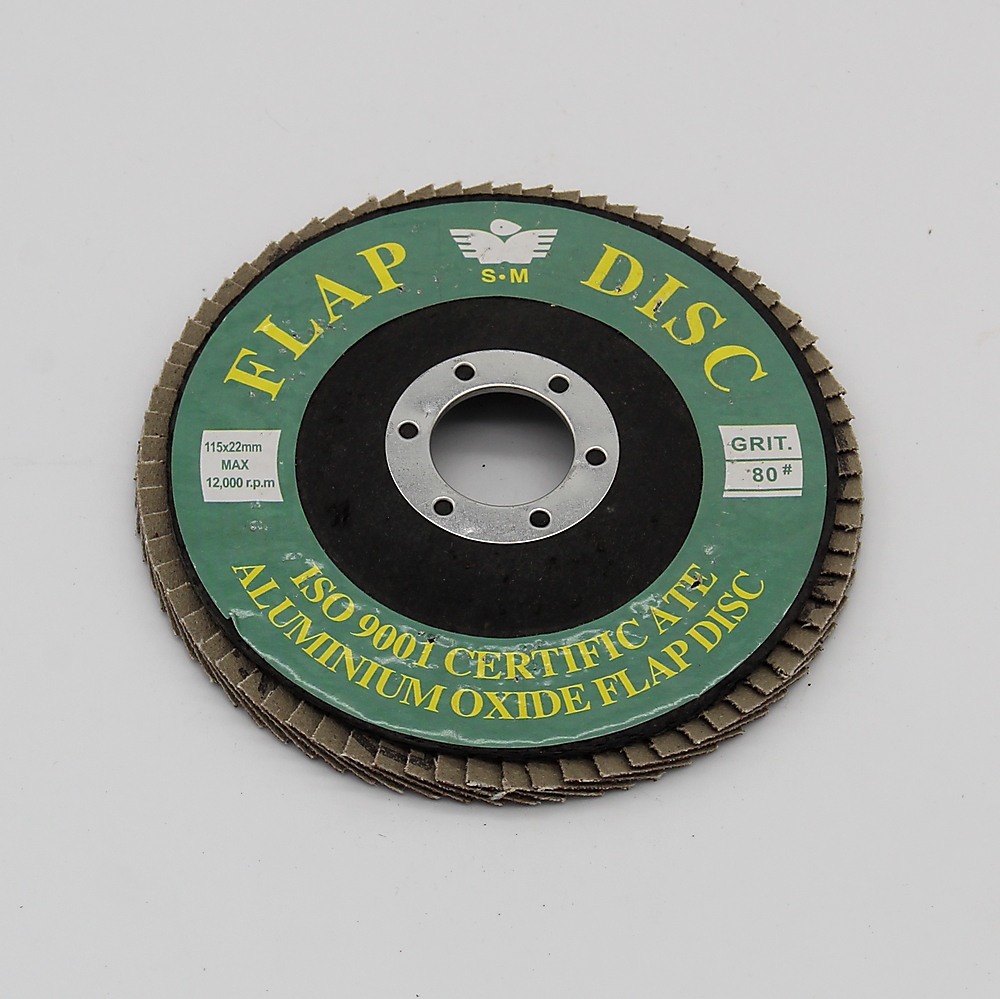 FLAP DISC
S•M
115x22mm
MAX
12,000 r.p.m
GRIT.
80#
ISO 9001 CERTIFIC ATE
ALUMINIUM OXIDE FLAP DISC